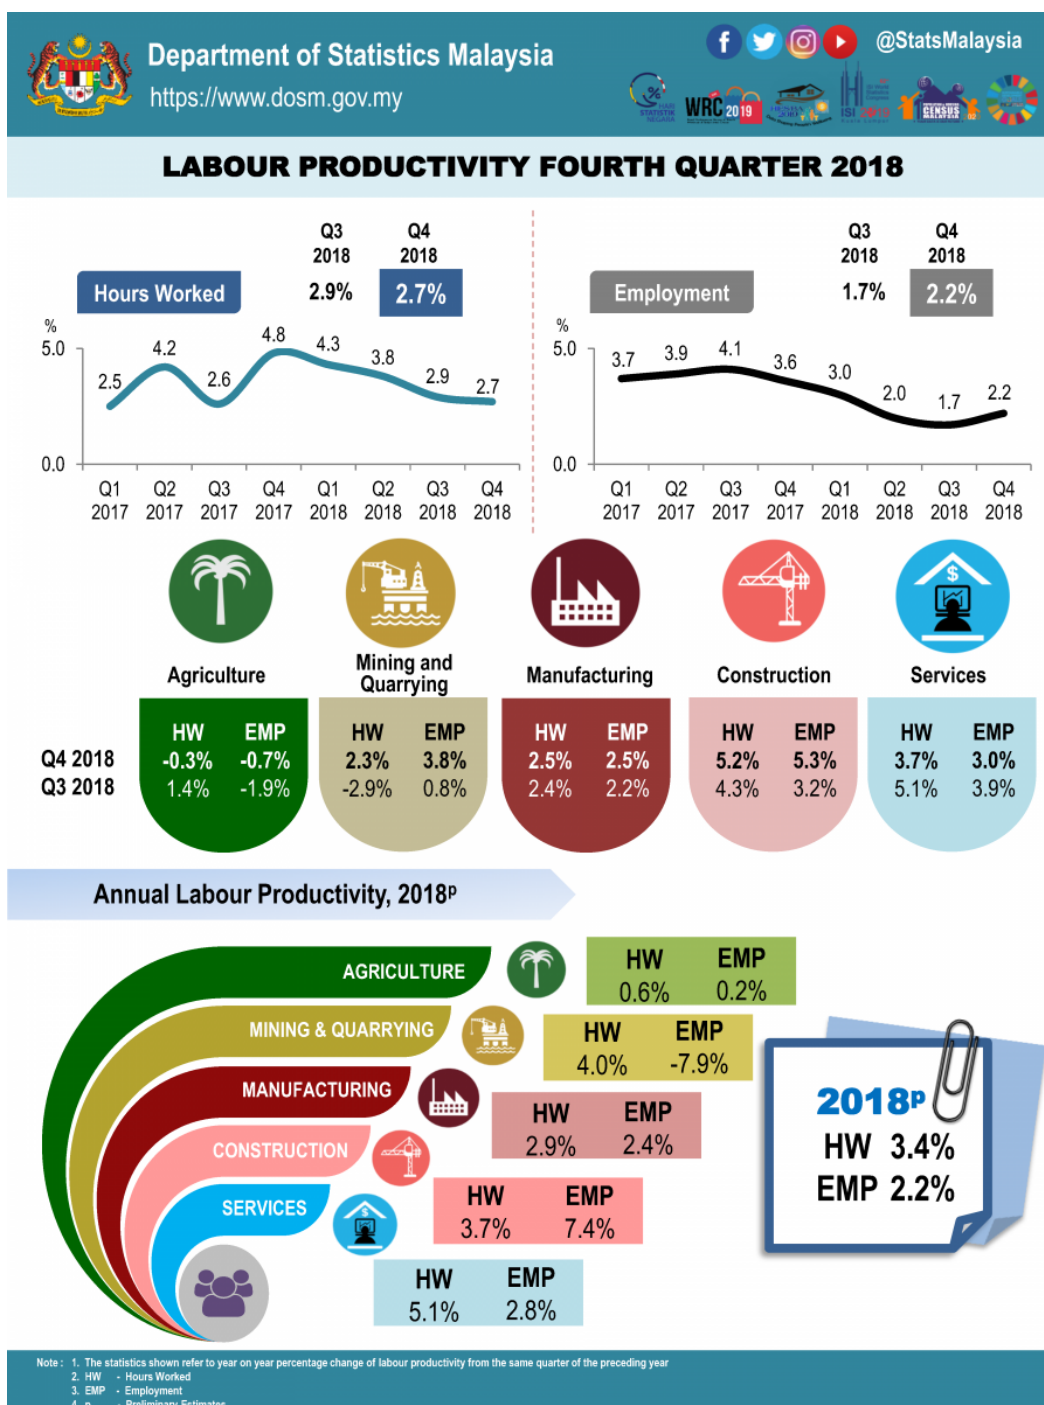 Department of Statistics Malaysia
https://www.dosm.gov.my
@StatsMalaysia
HARI
STATISTIK
NEGARA
WRC 2019
ISI 2019
CENSUS
MALAYSIA
LABOUR PRODUCTIVITY FOURTH QUARTER 2018
Q3 Q4
2018 2018
Hours Worked 2.9% 2.7%
%
5.0
2.5 4.2 2.6 4.8 4.3 3.8 2.9 2.7
0.0
Q1 Q2 Q3 Q4 Q1 Q2 Q3 Q4
2017 2017 2017 2017 2018 2018 2018 2018
Q3 Q4
2018 2018
Employment 1.7% 2.2%
%
5.0
3.7 3.9 4.1 3.6 3.0 2.0 1.7 2.2
0.0
Q1 Q2 Q3 Q4 Q1 Q2 Q3 Q4
2017 2017 2017 2017 2018 2018 2018 2018
Agriculture
Mining and
Quarrying
Manufacturing
Construction
Services
HW EMP HW EMP HW EMP HW EMP HW EMP
Q4 2018 -0.3% -0.7% 2.3% 3.8% 2.5% 2.5% 5.2% 5.3% 3.7% 3.0%
Q3 2018 1.4% -1.9% -2.9% 0.8% 2.4% 2.2% 4.3% 3.2% 5.1% 3.9%
Annual Labour Productivity, 2018ᵖ
AGRICULTURE
HW EMP
0.6% 0.2%
MINING & QUARRYING
HW EMP
4.0% -7.9%
MANUFACTURING
HW EMP
2.9% 2.4%
CONSTRUCTION
HW EMP
3.7% 7.4%
SERVICES
HW EMP
5.1% 2.8%
2018ᵖ
HW 3.4%
EMP 2.2%
Note : 1. The statistics shown refer to year on year percentage change of labour productivity from the same quarter of the preceding year
2. HW - Hours Worked
3. EMP - Employment
4. p - Preliminary Estimates